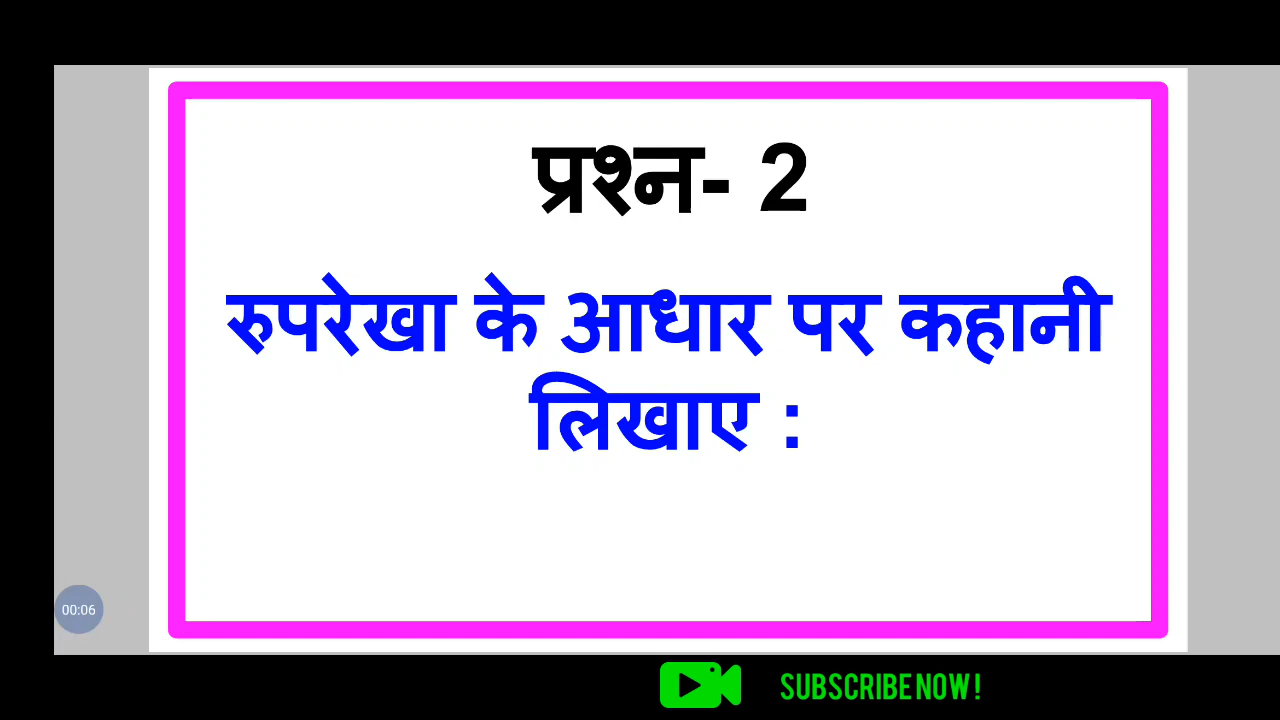 प्रश्न- 2
रुपरेखा के आधार पर कहानी
लिखाए :
00:06
SUBSCRIBE NOW !